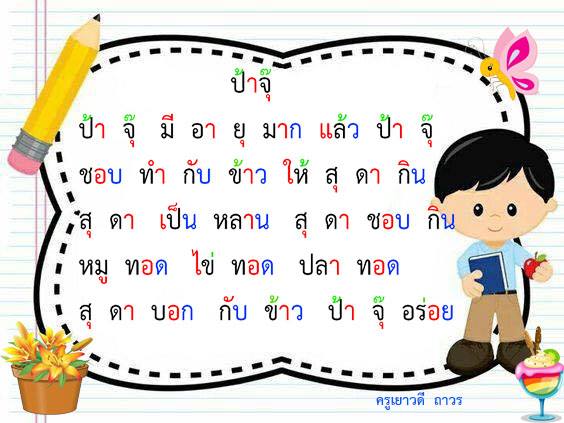 ป้าจุ๊
ป้า จุ๊ มี อา ยุ มาก แล้ว ป้า จุ๊
ชอบ ทำ กับ ข้าว ให้ สุ ดา กิน
สุ ดา เป็น หลาน สุ ดา ชอบ กิน
หมู ทอด ไข่ ทอด ปลา ทอด
สุ ดา บอก กับ ข้าว ป้า จุ๊ อร่อย
ครูเยาวดี ถาวร